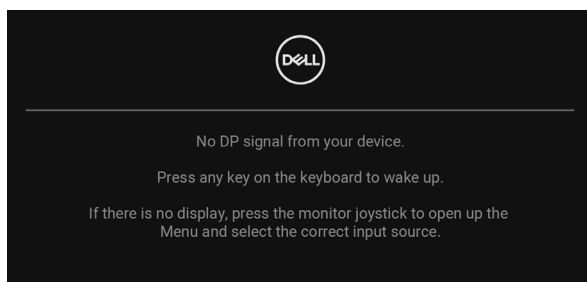 DELL
No DP signal from your device.
Press any key on the keyboard to wake up.
If there is no display, press the monitor joystick to open up the
Menu and select the correct input source.